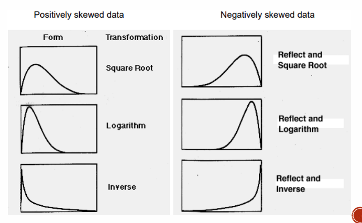 Positively skewed data
Negatively skewed data
Form
Transformation
Square Root
Logarithm
Inverse
Reflect and
Square Root
Reflect and
Logarithm
Reflect and
Inverse